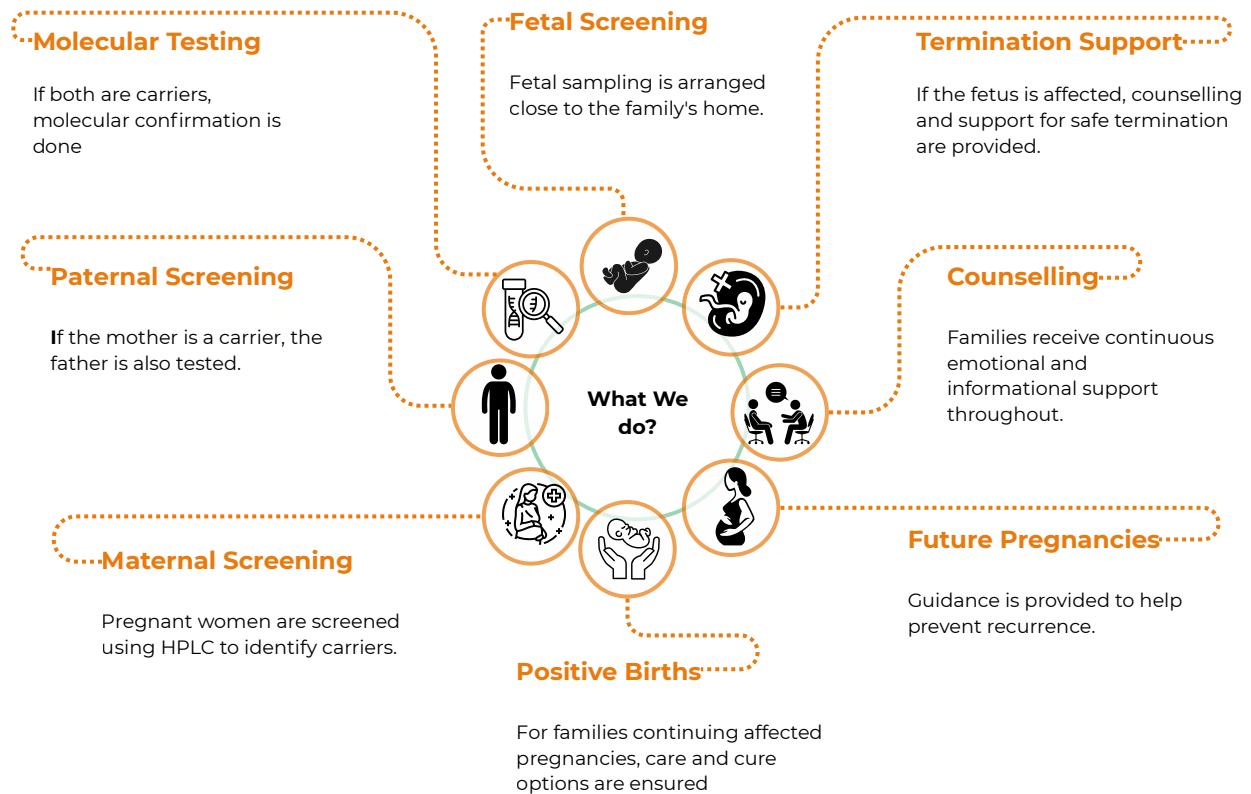 Molecular Testing
If both are carriers,
molecular confirmation is
done
Fetal Screening
Fetal sampling is arranged
close to the family's home.
Termination Support
If the fetus is affected, counselling
and support for safe termination
are provided.
Paternal Screening
If the mother is a carrier, the
father is also tested.
What We
do?
Counselling
Families receive continuous
emotional and
informational support
throughout.
Maternal Screening
Pregnant women are screened
using HPLC to identify carriers.
Future Pregnancies
Guidance is provided to help
prevent recurrence.
Positive Births
For families continuing affected
pregnancies, care and cure
options are ensured